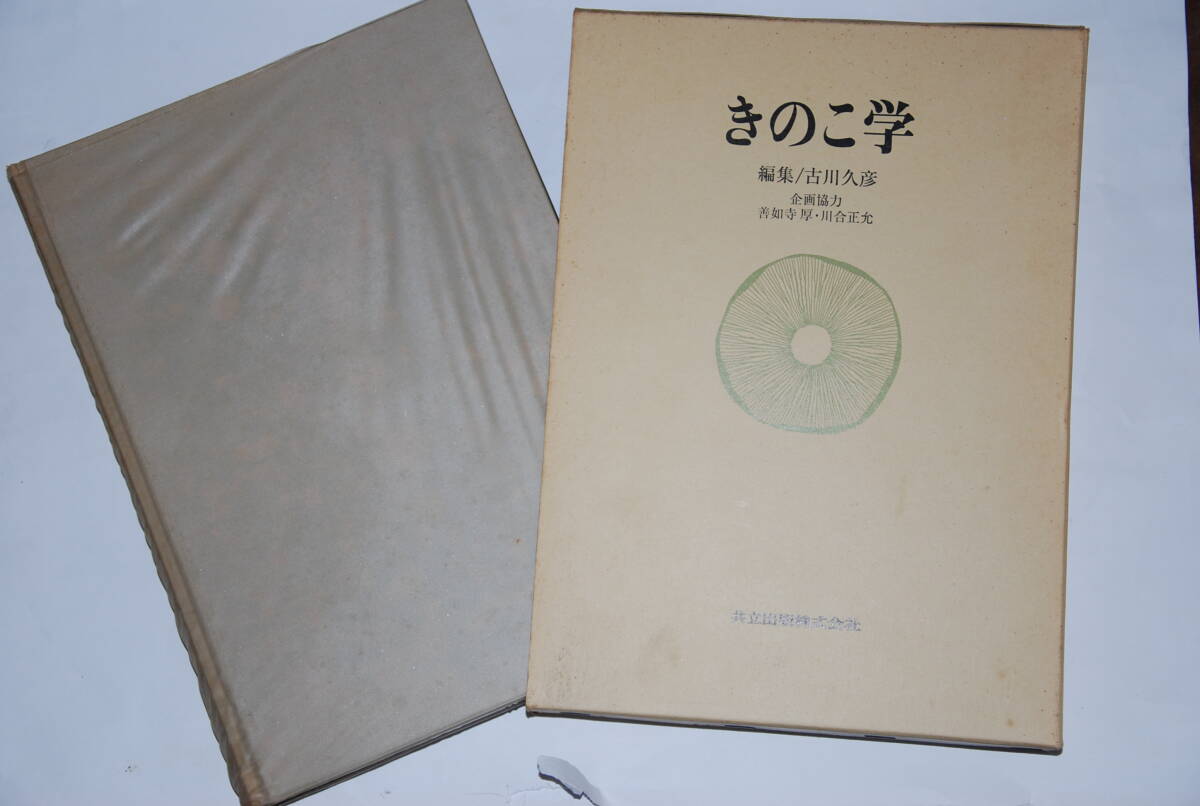 きのこ学
編集/古川久彦
企画協力
善如寺 厚・川合正允
共立出版株式会社